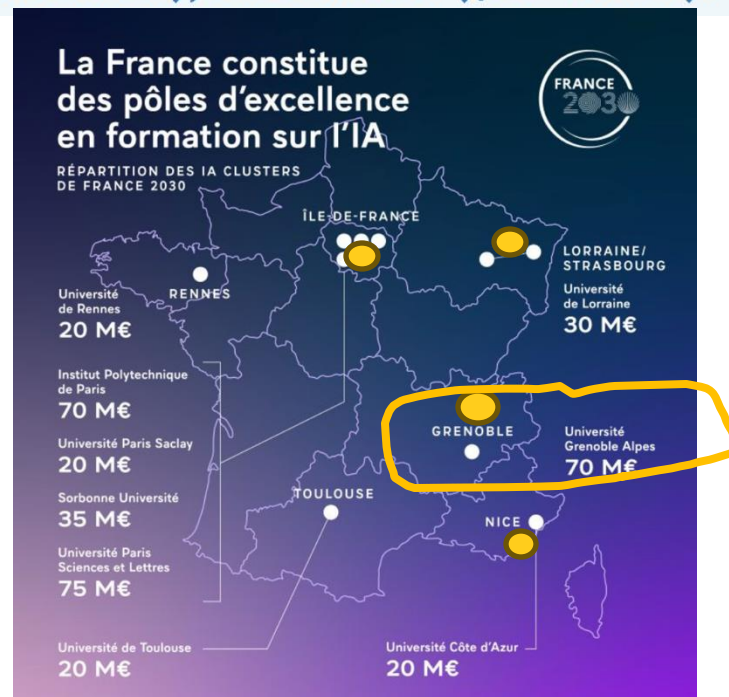 La France constitue
des pôles d'excellence
en formation sur l'IA
RÉPARTITION DES IA CLUSTERS
DE FRANCE 2030
FRANCE
2030
ÎLE-DE-FRANCE
LORRAINE/
STRASBOURG
Université
de Lorraine
30 M€
RENNES
Université
de Rennes
20 M€
Institut Polytechnique
de Paris
70 M€
Université Paris Saclay
20 M€
Sorbonne Université
35 M€
Université Paris
Sciences et Lettres
75 M€
GRENOBLE
Université
Grenoble Alpes
70 M€
TOULOUSE
NICE
Université de Toulouse
20 M€
Université Côte d'Azur
20 M€